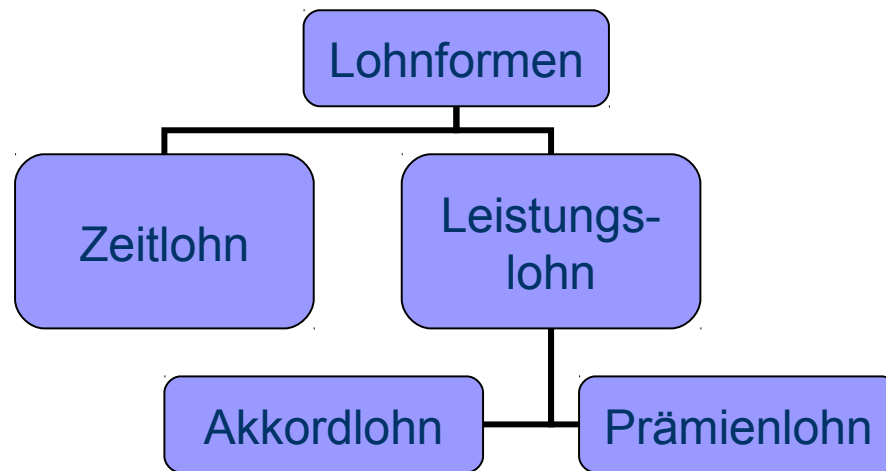 Lohnformen
Zeitlohn
Leistungs-
lohn
Akkordlohn
Prämienlohn